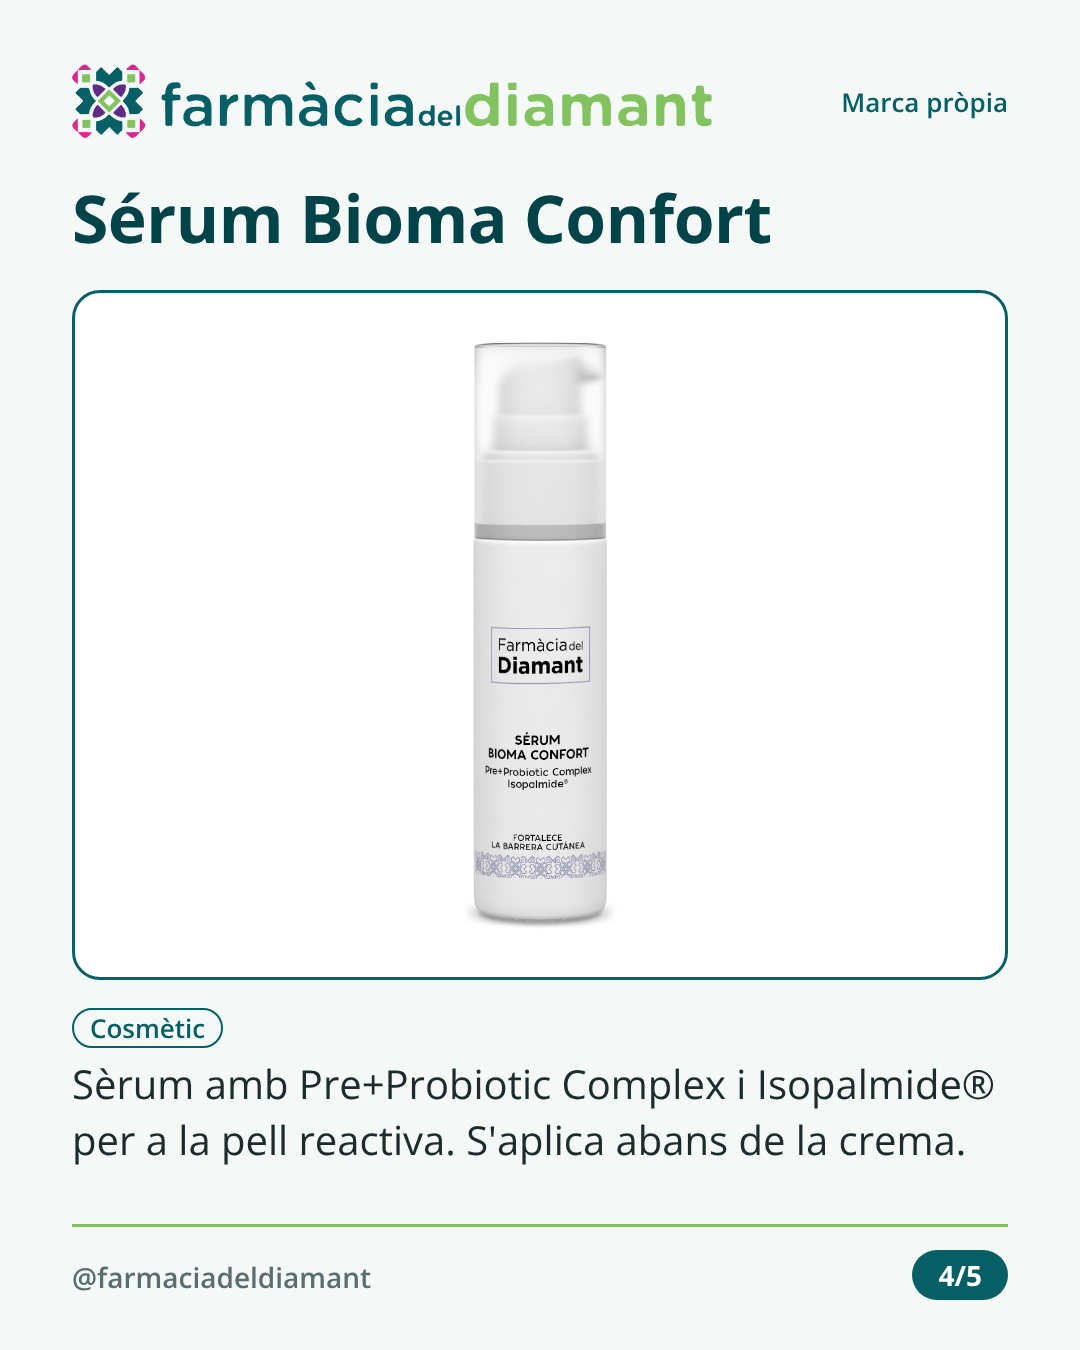 farmàciadeldiamant
Marca pròpia
Sérum Bioma Confort
Farmàcia del
Diamant
SÉRUM
BIOMA CONFORT
Pre+Probiotic Complex
Isopalmide®
FORTALECE
LA BARRERA CUTÁNEA
Cosmètic
Sèrum amb Pre+Probiotic Complex i Isopalmide®
per a la pell reactiva. S'aplica abans de la crema.
@farmaciadeldiamant
4/5